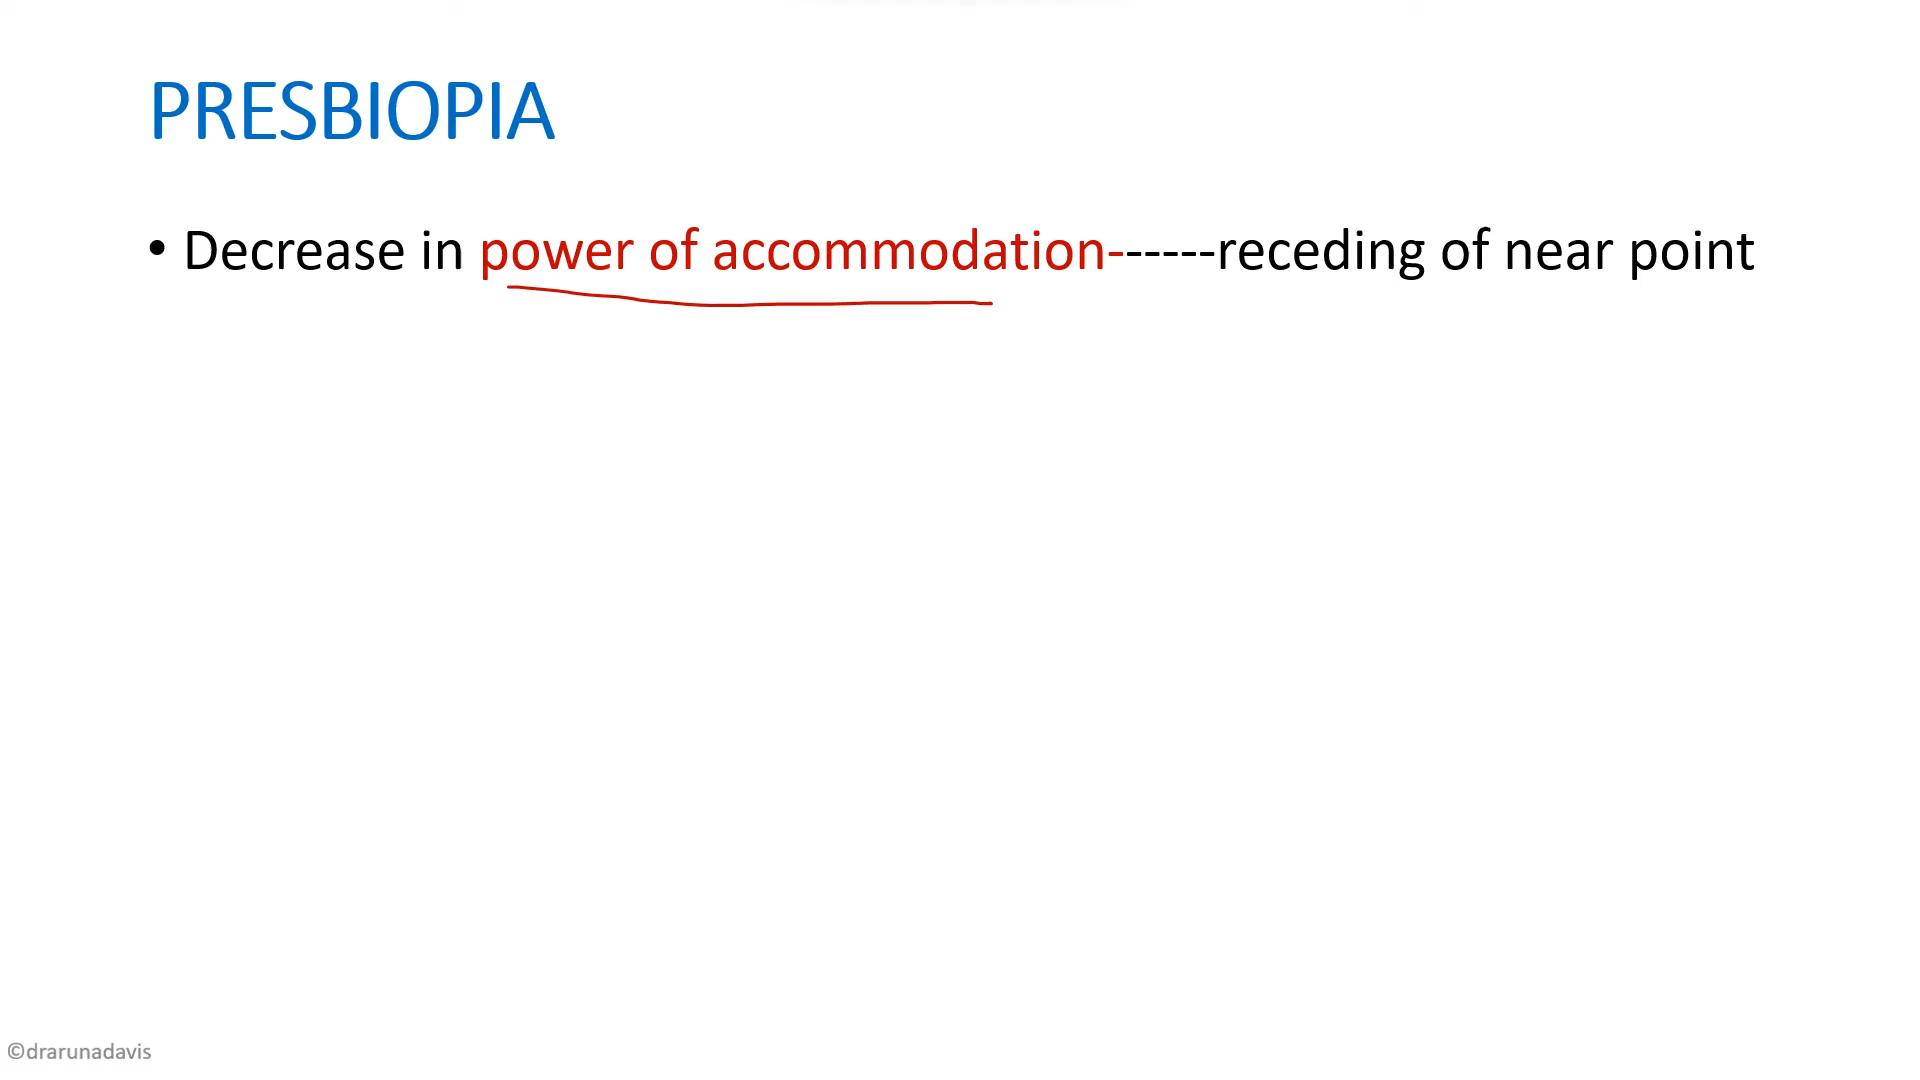 PRESBIOPIA
• Decrease in power of accommodation------receding of near point
©drarunadavis